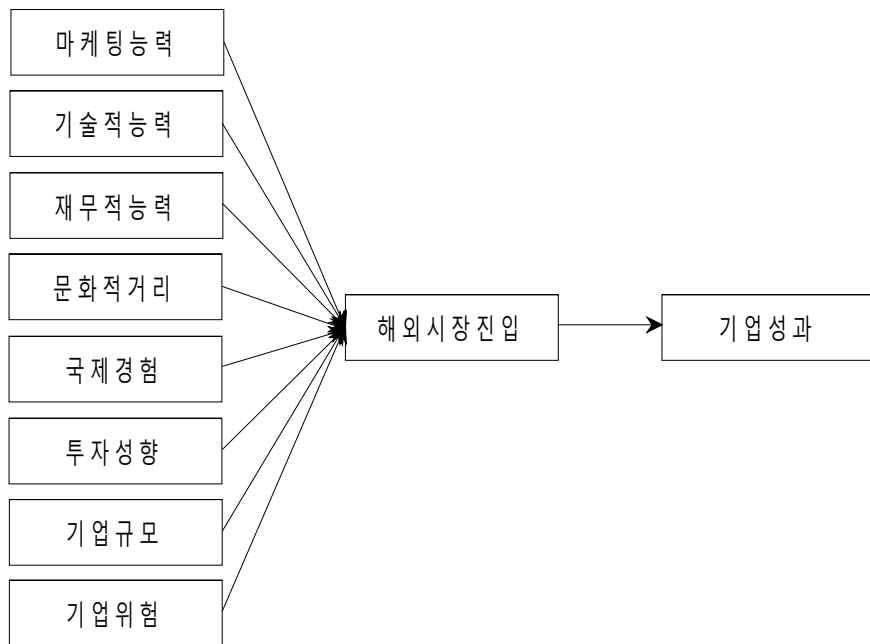 마케팅능력
기술적능력
재무적능력
문화적거리
국제경험
투자성향
기업규모
기업위험
해외시장진입
기업성과